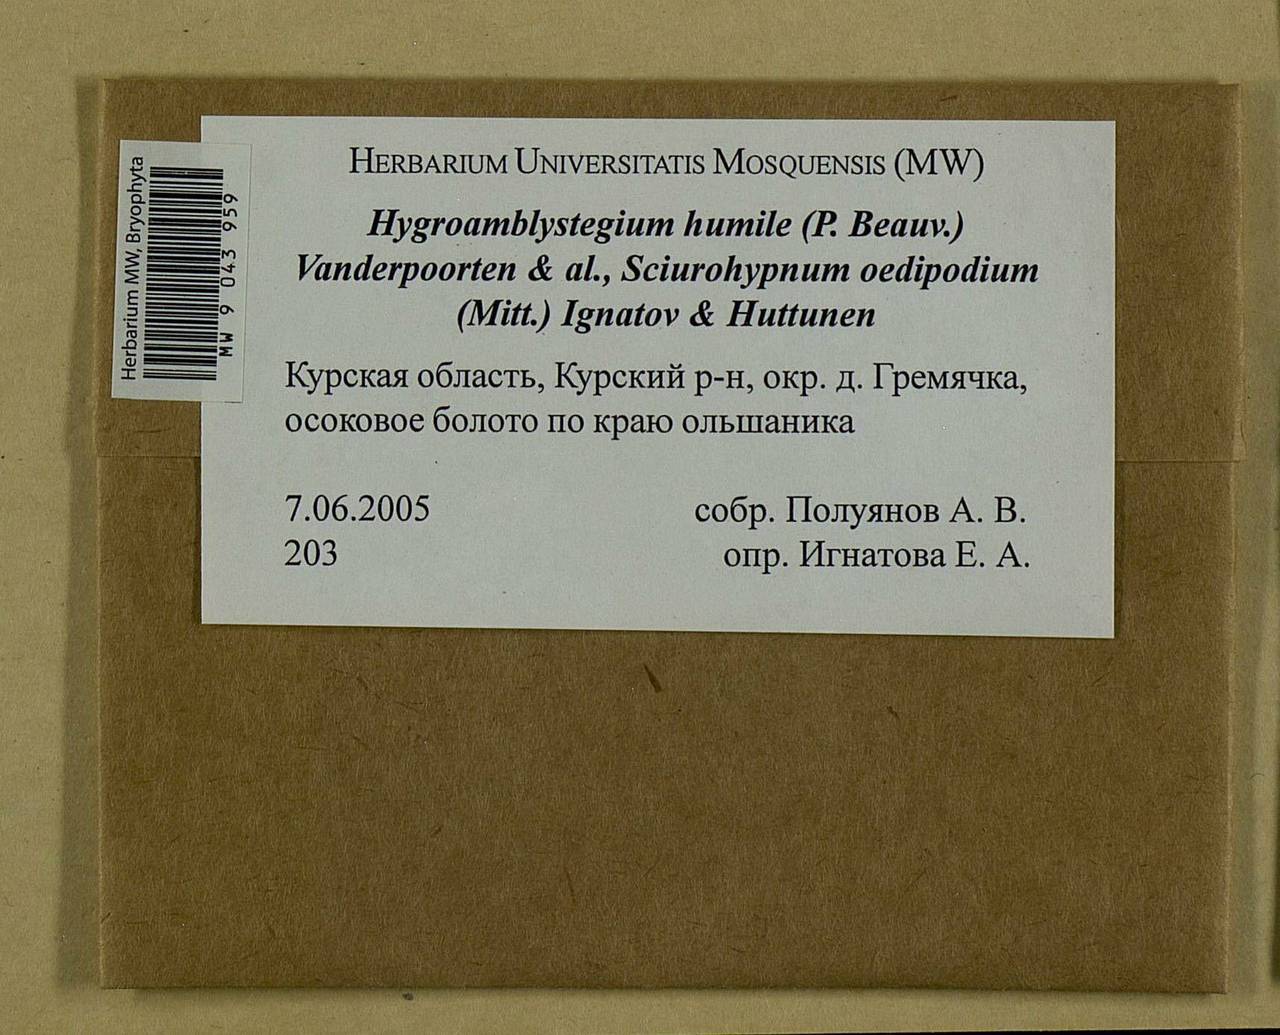 Herbarium MW, Bryophyta
MW 9 043 959
HERBARIUM UNIVERSITATIS MOSQUENSIS (MW)
Hygroamblystegium humile (P. Beauv.)
Vanderpoorten & al., Sciurohypnum oedipodium
(Mitt.) Ignatov & Huttunen
Курская область, Курский р-н, окр. д. Гремячка,
осоковое болото по краю ольшаника
7.06.2005 собр. Полуянов А. В.
203 опр. Игнатова Е. А.